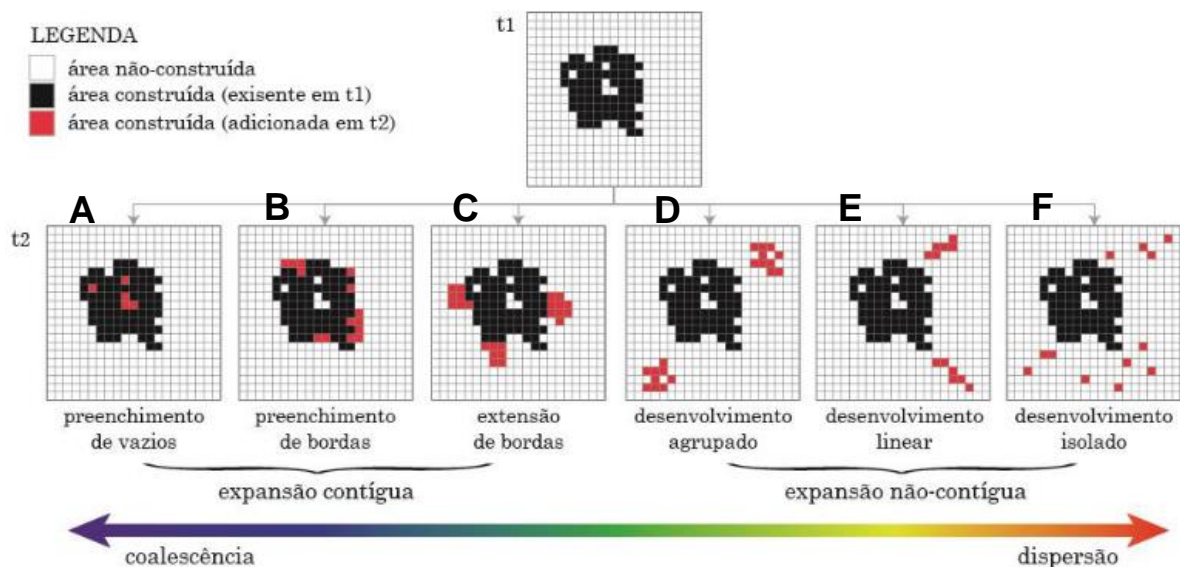 t1
LEGENDA
área não-construída
área construída (exisente em t1)
área construída (adicionada em t2)
A B C D E F
t2
preenchimento de vazios
preenchimento de bordas
extensão de bordas
desenvolvimento agrupado
desenvolvimento linear
desenvolvimento isolado
expansão contígua
expansão não-contígua
coalescência
dispersão